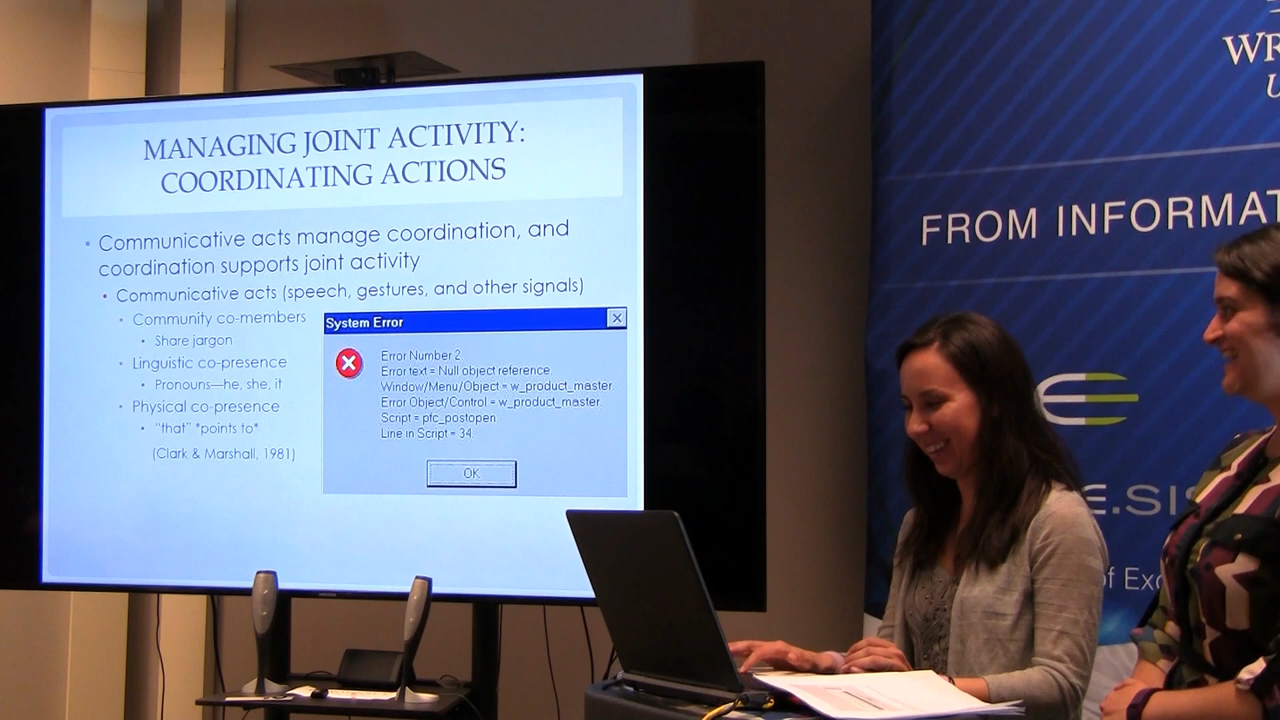 MANAGING JOINT ACTIVITY:
COORDINATING ACTIONS
• Communicative acts manage coordination, and
coordination supports joint activity
• Communicative acts (speech, gestures, and other signals)
• Community co-members
• Share jargon
• Linguistic co-presence
• Pronouns—he, she, it
• Physical co-presence
• "that" *points to*
(Clark & Marshall, 1981)
System Error
Error Number 2
Error text = Null object reference
Window/Menu/Object = w_product_master.
Error Object/Control = w_product_master
Script = pfc_postopen
Line in Script = 34.
OK
WR
U
FROM INFORMAT
E.SIS
of Exc